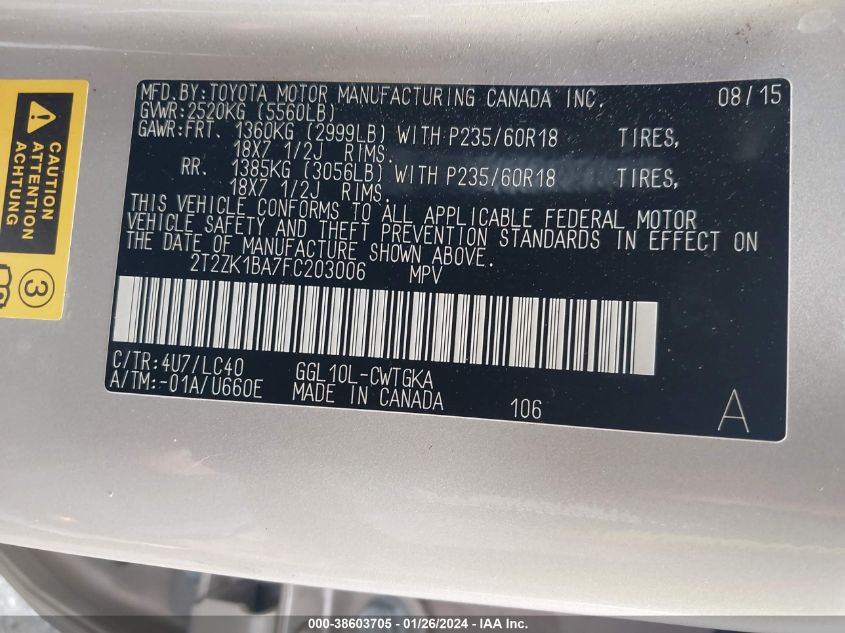 MFD.BY:TOYOTA MOTOR MANUFACTURING CANADA INC. 08/15
GVWR:2520KG (5560LB)
GAWR:FRT. 1360KG (2999LB) WITH P235/60R18 TIRES,
18X7 1/2J RIMS.
RR. 1385KG (3056LB) WITH P235/60R18 TIRES,
18X7 1/2J RIMS.
THIS VEHICLE CONFORMS TO ALL APPLICABLE FEDERAL MOTOR
VEHICLE SAFETY AND THEFT PREVENTION STANDARDS IN EFFECT ON
THE DATE OF MANUFACTURE SHOWN ABOVE.
2T2ZK1BA7FC203006 MPV
C/TR:4U7/LC40 GGL10L-CWTGKA
A/TM:-01A/U660E MADE IN CANADA 106 A
CAUTION
ATTENTION
3
000-38603705 - 01/26/2024 - IAA Inc.